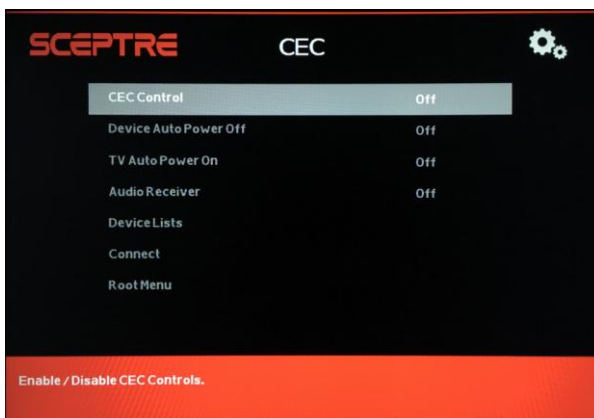 SCEPTRE CEC
CEC Control Off
Device Auto Power Off Off
TV Auto Power On Off
Audio Receiver Off
Device Lists
Connect
Root Menu
Enable / Disable CEC Controls.